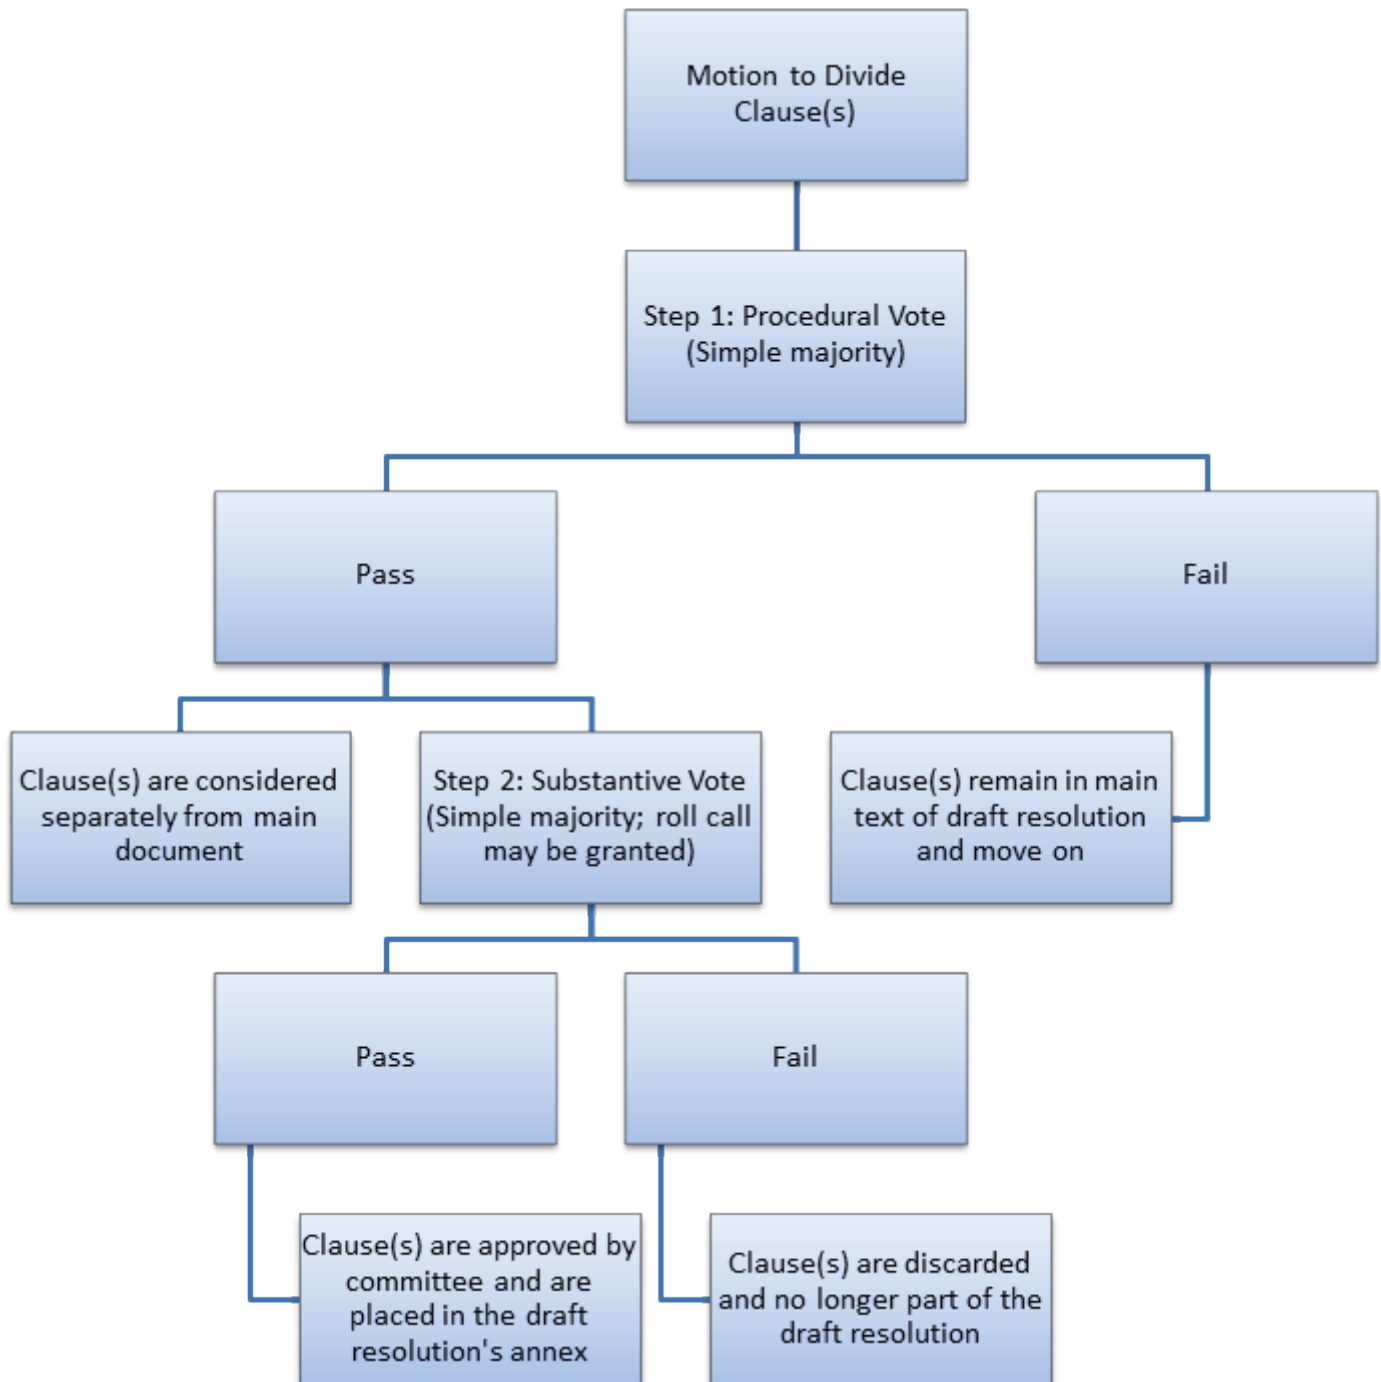 Motion to Divide
Clause(s)
Step 1: Procedural Vote
(Simple majority)
Pass
Fail
Clause(s) are considered
separately from main
document
Step 2: Substantive Vote
(Simple majority; roll call
may be granted)
Clause(s) remain in main
text of draft resolution
and move on
Pass
Fail
Clause(s) are approved by
committee and are
placed in the draft
resolution's annex
Clause(s) are discarded
and no longer part of the
draft resolution